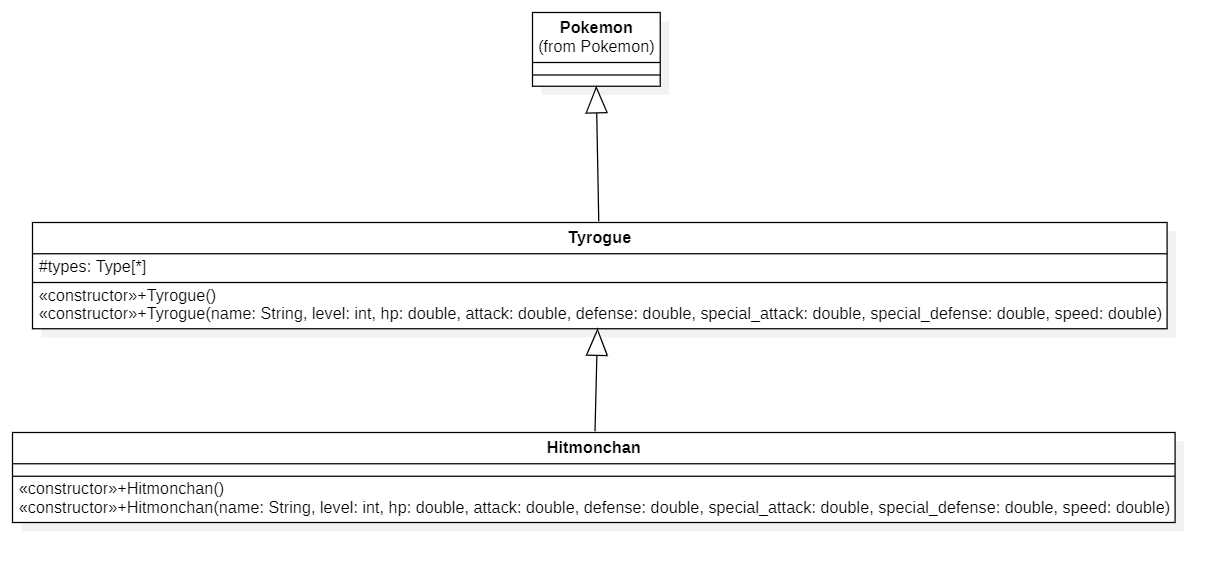 Pokemon
(from Pokemon)
Tyrogue
#types: Type[*]
«constructor»+Tyrogue()
«constructor»+Tyrogue(name: String, level: int, hp: double, attack: double, defense: double, special_attack: double, special_defense: double, speed: double)
Hitmonchan
«constructor»+Hitmonchan()
«constructor»+Hitmonchan(name: String, level: int, hp: double, attack: double, defense: double, special_attack: double, special_defense: double, speed: double)